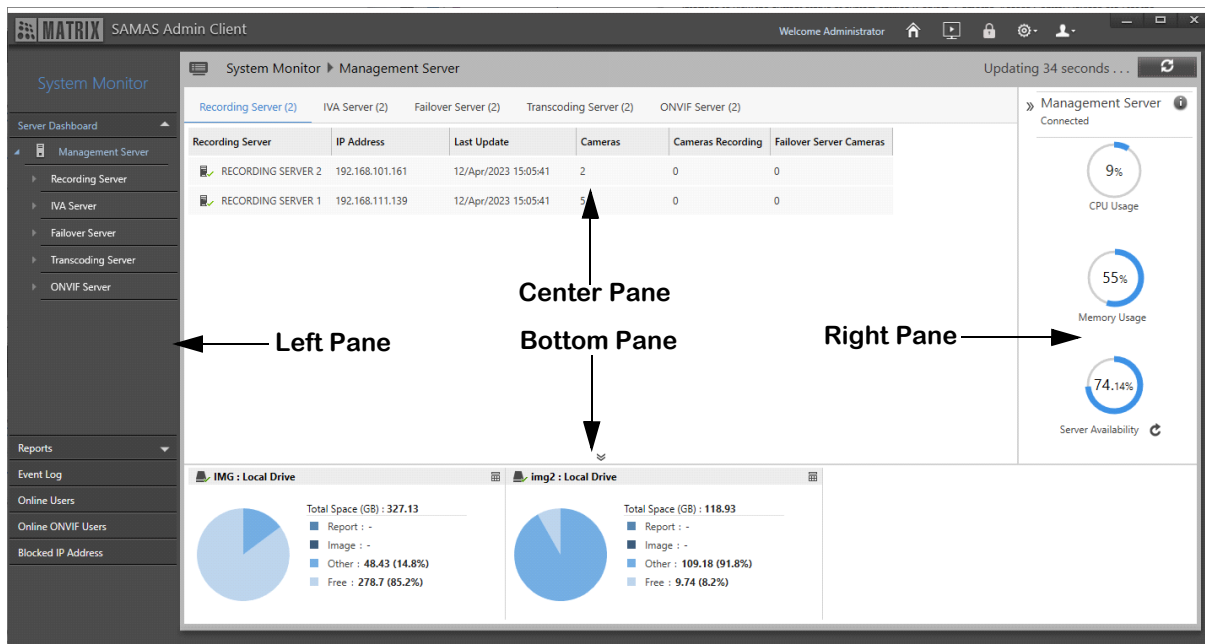 MATRIX SAMAS Admin Client
Welcome Administrator
System Monitor
Server Dashboard
Management Server
Recording Server
IVA Server
Failover Server
Transcoding Server
ONVIF Server
Reports
Event Log
Online Users
Online ONVIF Users
Blocked IP Address
System Monitor Management Server
Updating 34 seconds . . .
Recording Server (2) IVA Server (2) Failover Server (2) Transcoding Server (2) ONVIF Server (2)
Recording Server IP Address Last Update Cameras Cameras Recording Failover Server Cameras
RECORDING SERVER 2 192.168.101.161 12/Apr/2023 15:05:41 2 0 0
RECORDING SERVER 1 192.168.111.139 12/Apr/2023 15:05:41 5 0 0
Center Pane
Left Pane
Bottom Pane
Right Pane
Management Server
Connected
9%
CPU Usage
55%
Memory Usage
74.14%
Server Availability
IMG : Local Drive
Total Space (GB) : 327.13
Report : -
Image : -
Other : 48.43 (14.8%)
Free : 278.7 (85.2%)
img2 : Local Drive
Total Space (GB) : 118.93
Report : -
Image : -
Other : 109.18 (91.8%)
Free : 9.74 (8.2%)